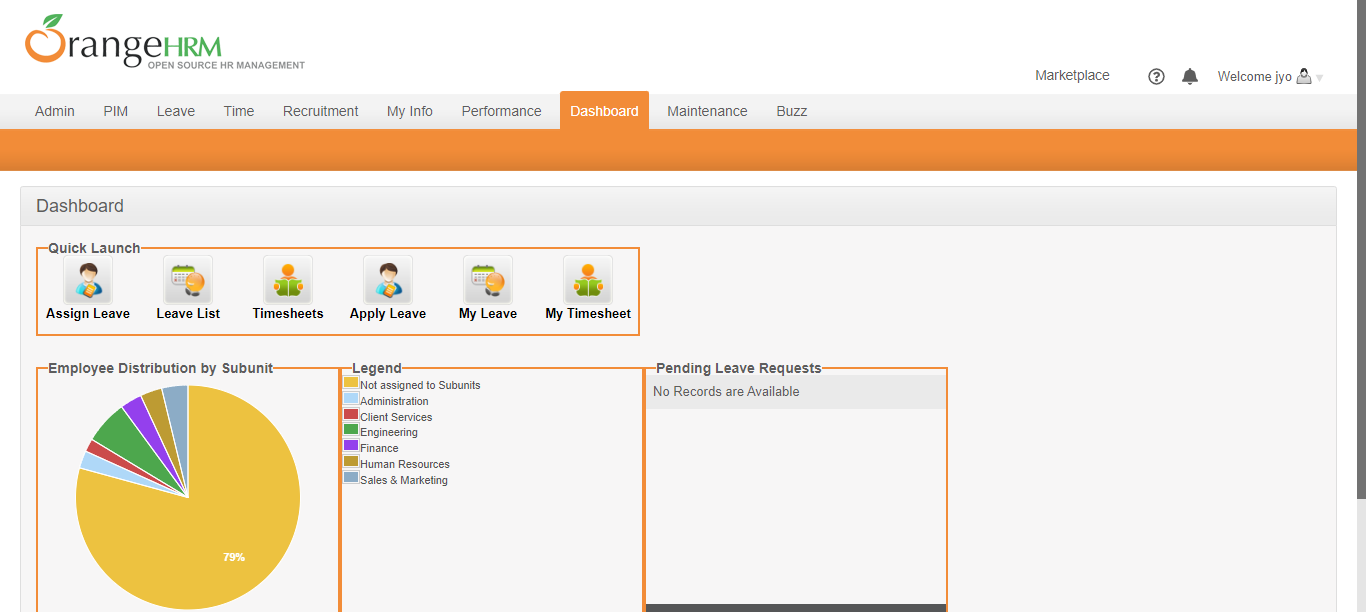 OrangeHRM
OPEN SOURCE HR MANAGEMENT
Marketplace ? Welcome jyo
Admin PIM Leave Time Recruitment My Info Performance Dashboard Maintenance Buzz
Dashboard
Quick Launch
Assign Leave Leave List Timesheets Apply Leave My Leave My Timesheet
Employee Distribution by Subunit
79%
Legend
Not assigned to Subunits
Administration
Client Services
Engineering
Finance
Human Resources
Sales & Marketing
Pending Leave Requests
No Records are Available